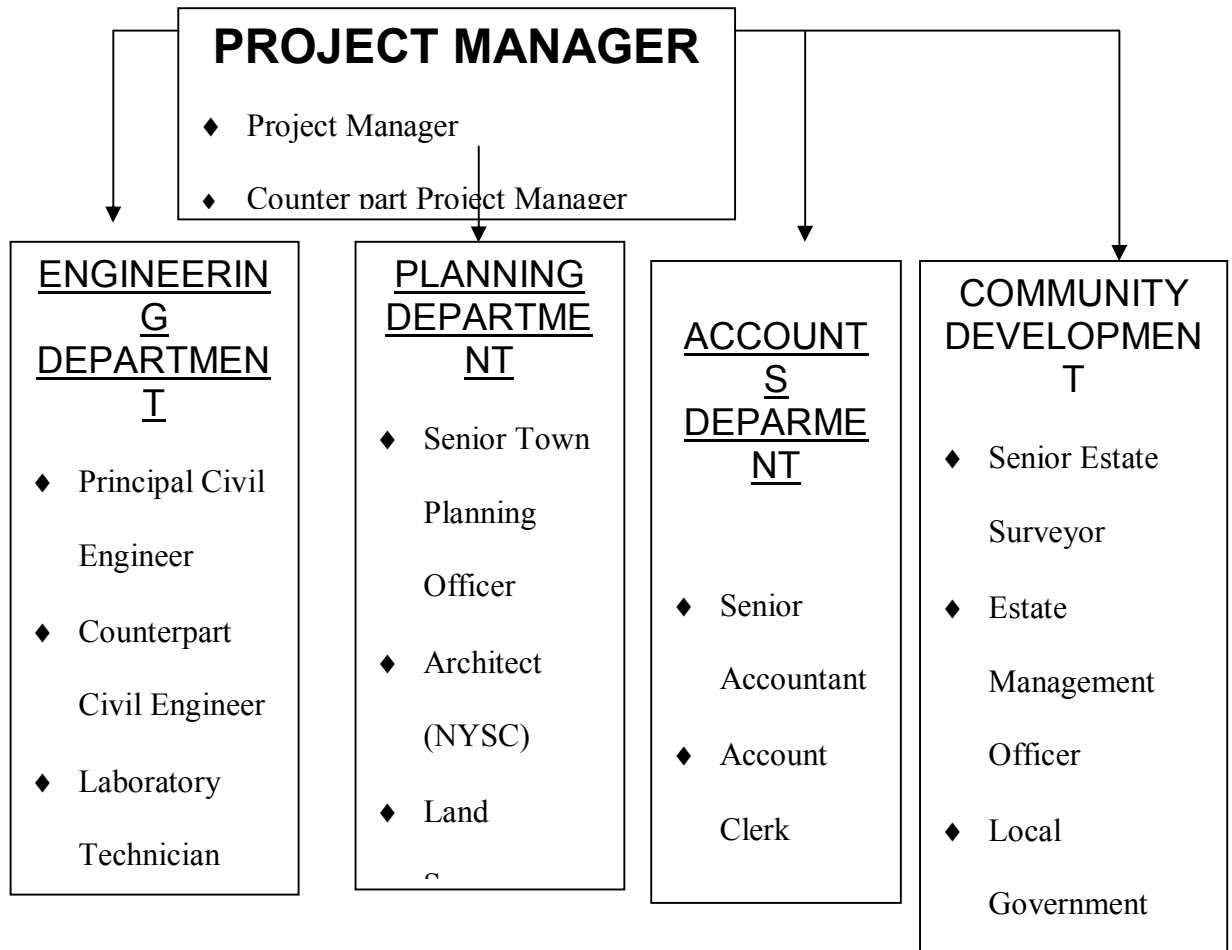 PROJECT MANAGER
♦ Project Manager
♦ Counter part Project Manager
ENGINEERIN
G
DEPARTMEN
T
♦ Principal Civil
Engineer
♦ Counterpart
Civil Engineer
♦ Laboratory
Technician
PLANNING
DEPARTME
NT
♦ Senior Town
Planning
Officer
♦ Architect
(NYSC)
♦ Land
ACCOUNT
S
DEPARME
NT
♦ Senior
Accountant
♦ Account
Clerk
COMMUNITY
DEVELOPMEN
T
♦ Senior Estate
Surveyor
♦ Estate
Management
Officer
♦ Local
Government